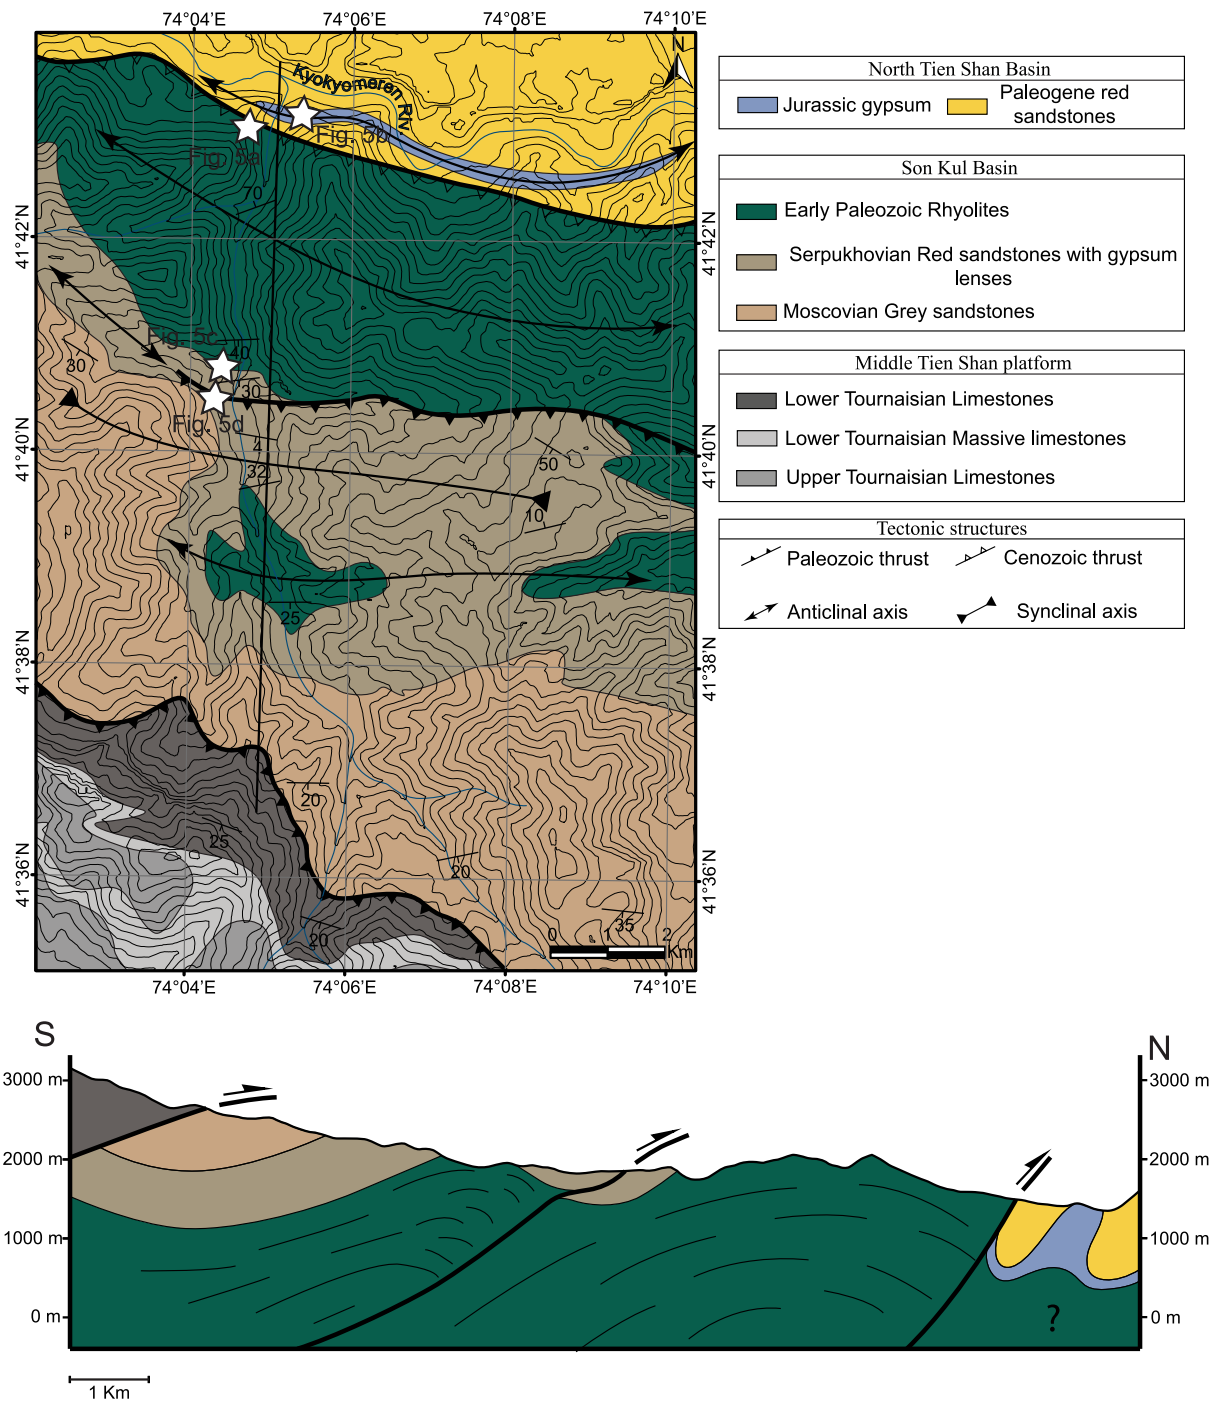 74°04'E 74°06'E 74°08'E 74°10'E
N
Kyokyomeren Riv
Fig. 5b
Fig. 5a
70
41°42'N 41°42'N
Fig. 5c
40
30
30
Fig. 5d
4
41°40'N 41°40'N
32
50
10
p
25
41°38'N 41°38'N
20
25
20
41°36'N 41°36'N
35
20
0 1 2
Km
74°04'E 74°06'E 74°08'E 74°10'E
North Tien Shan Basin
Jurassic gypsum
Paleogene red
sandstones
Son Kul Basin
Early Paleozoic Rhyolites
Serpukhovian Red sandstones with gypsum
lenses
Moscovian Grey sandstones
Middle Tien Shan platform
Lower Tournaisian Limestones
Lower Tournaisian Massive limestones
Upper Tournaisian Limestones
Tectonic structures
Paleozoic thrust
Cenozoic thrust
Anticlinal axis
Synclinal axis
S N
3000 m 3000 m
2000 m 2000 m
1000 m 1000 m
0 m 0 m
?
1 Km